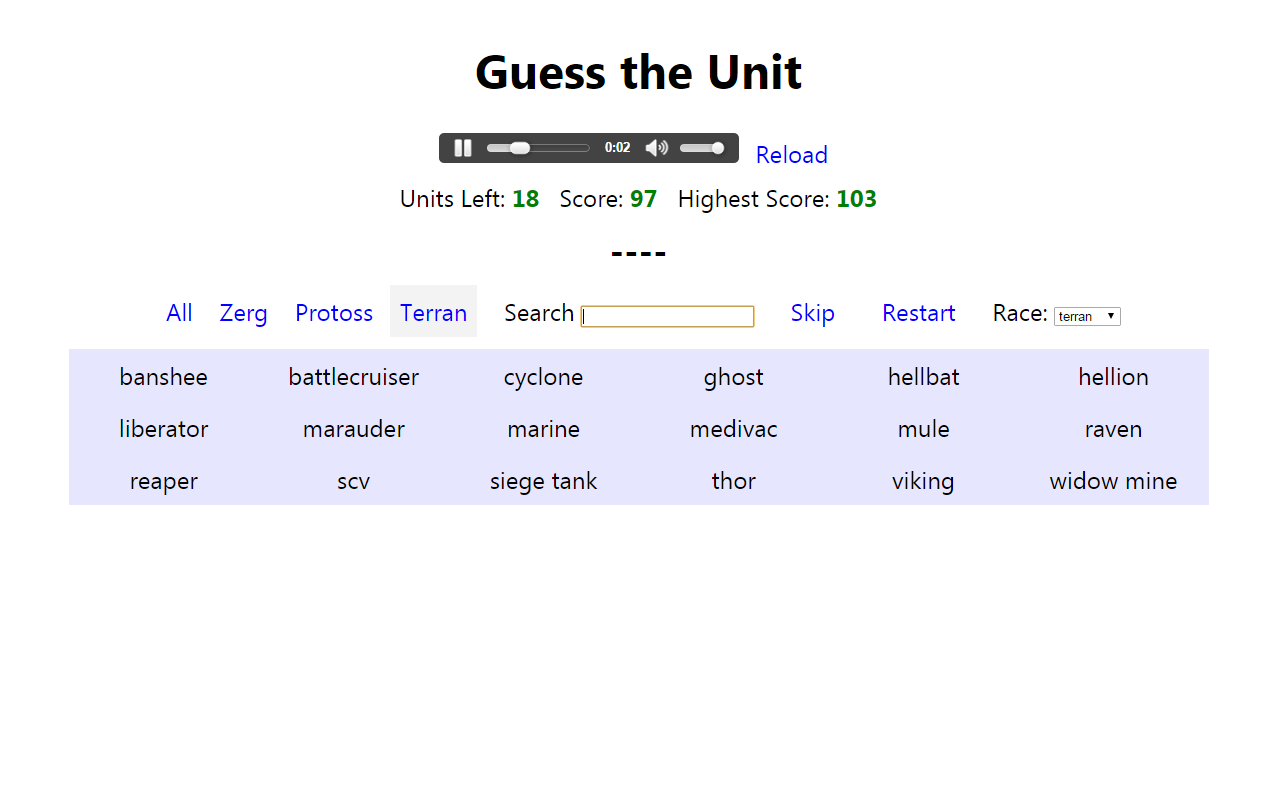 Guess the Unit
0:02 Reload
Units Left: 18 Score: 97 Highest Score: 103
----
All Zerg Protoss Terran Search Skip Restart Race: terran
banshee battlecruiser cyclone ghost hellbat hellion
liberator marauder marine medivac mule raven
reaper scv siege tank thor viking widow mine